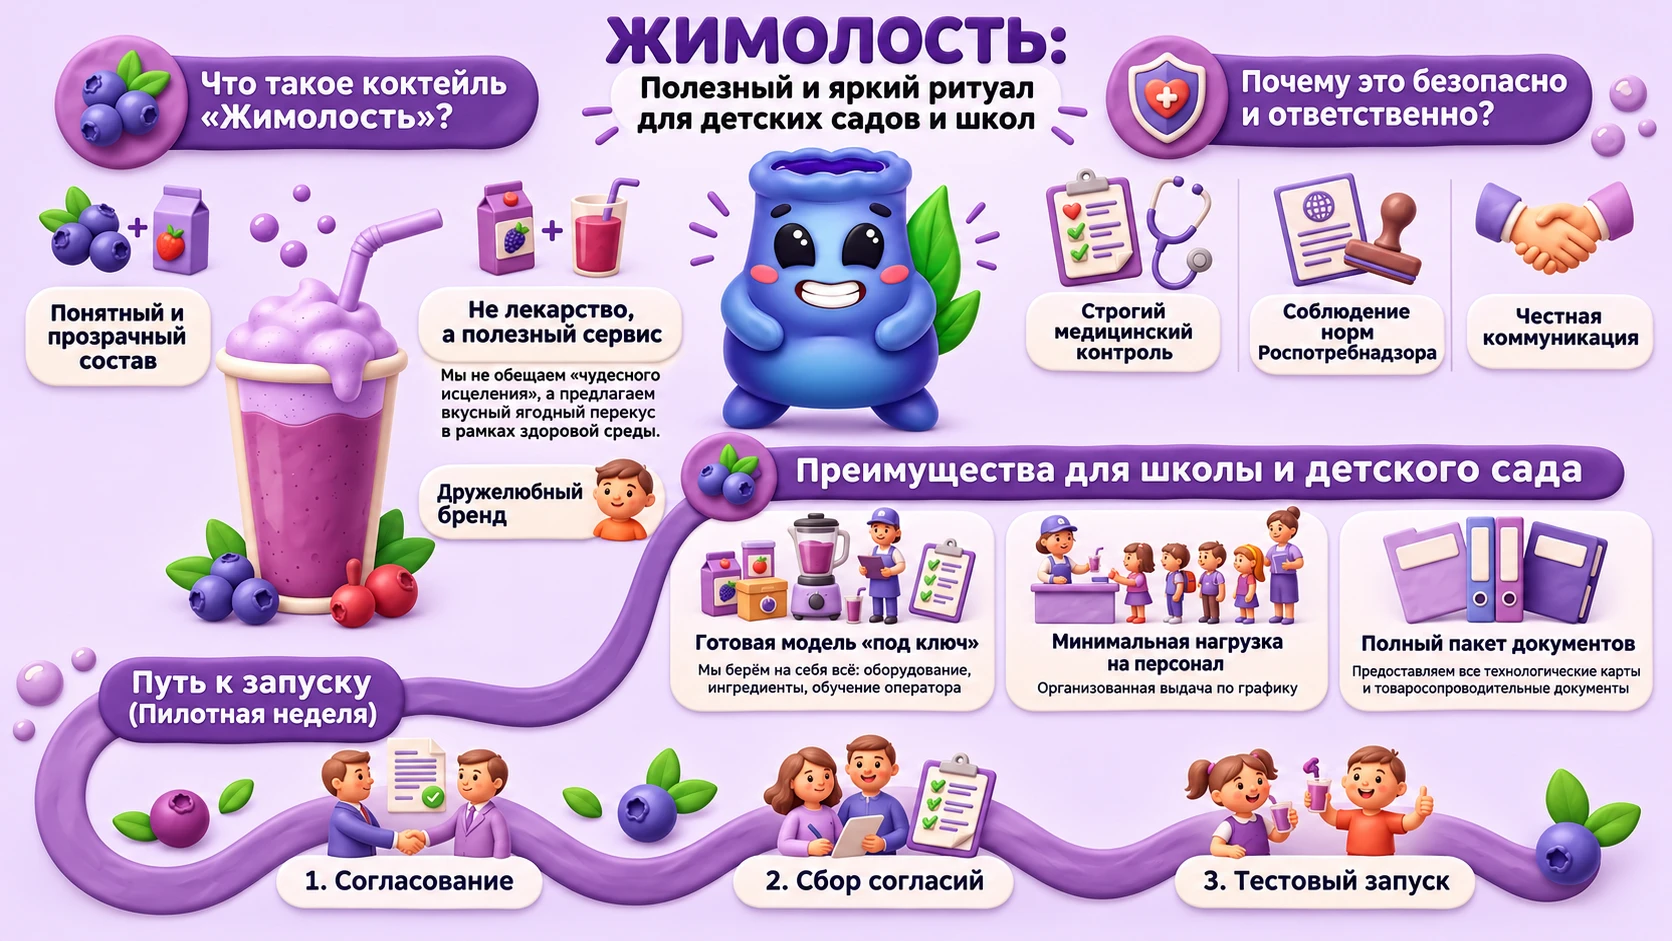 ЖИМОЛОСТЬ:
Полезный и яркий ритуал
для детских садов и школ
Что такое коктейль
«Жимолость»?
Понятный и
прозрачный
состав
Не лекарство,
а полезный сервис
Мы не обещаем «чудесного
исцеления», а предлагаем
вкусный ягодный перекус
в рамках здоровой среды.
Дружелюбный
бренд
Почему это безопасно
и ответственно?
Строгий
медицинский
контроль
Соблюдение
норм
Роспотребнадзора
Честная
коммуникация
Преимущества для школы и детского сада
Готовая модель «под ключ»
Мы берём на себя всё: оборудование,
ингредиенты, обучение оператора
Минимальная нагрузка
на персонал
Организованная выдача по графику
Полный пакет документов
Предоставляем все технологические карты
и товаросопроводительные документы
Путь к запуску
(Пилотная неделя)
1. Согласование
2. Сбор согласий
3. Тестовый запуск